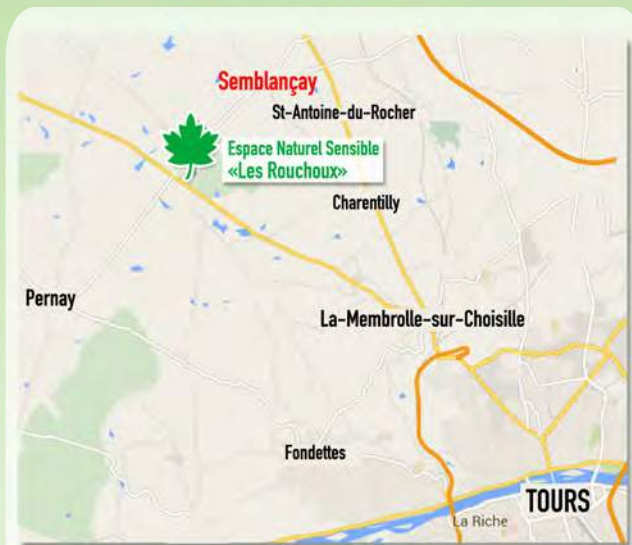 Semblançay
St-Antoine-du-Rocher
Espace Naturel Sensible
«Les Rouchoux»
Charentilly
Pernay
La-Membrolle-sur-Choisille
Fondettes
TOURS
La Riche